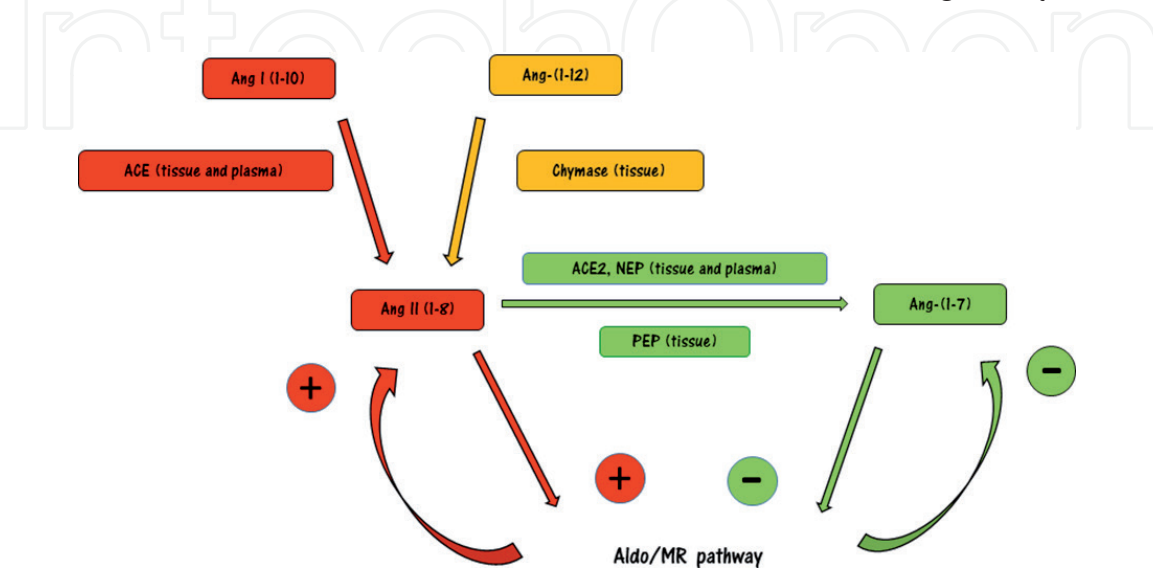 IntechOpen
Ang I (1-10)
Ang-(1-12)
ACE (tissue and plasma)
Chymase (tissue)
ACE2, NEP (tissue and plasma)
Ang II (1-8)
Ang-(1-7)
PEP (tissue)
+
-
+
-
Aldo/MR pathway